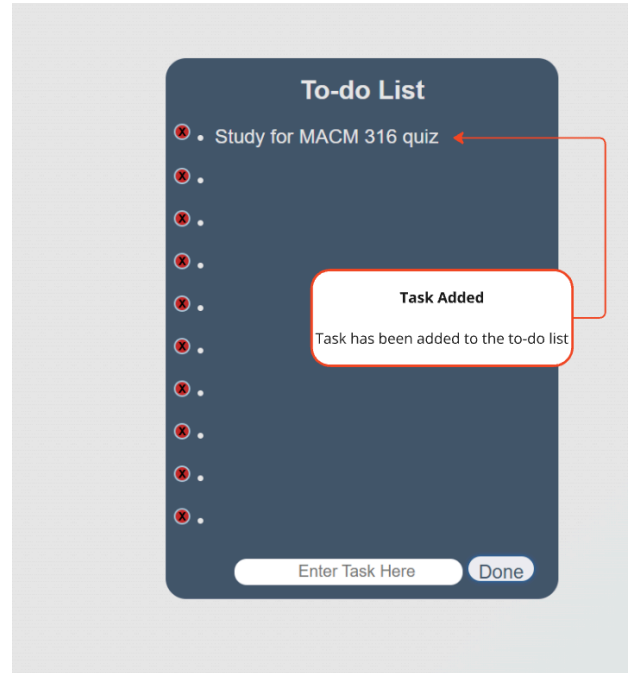 To-do List
X • Study for MACM 316 quiz
X •
X •
X •
X •
Task Added
X •
Task has been added to the to-do list
X •
X •
X •
X •
Enter Task Here
Done